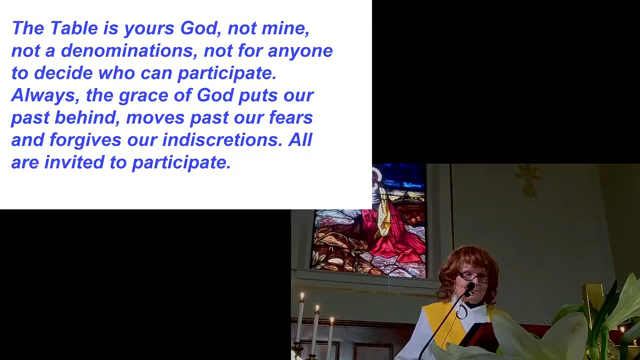 The Table is yours God, not mine,
not a denominations, not for anyone
to decide who can participate.
Always, the grace of God puts our
past behind, moves past our fears
and forgives our indiscretions. All
are invited to participate.